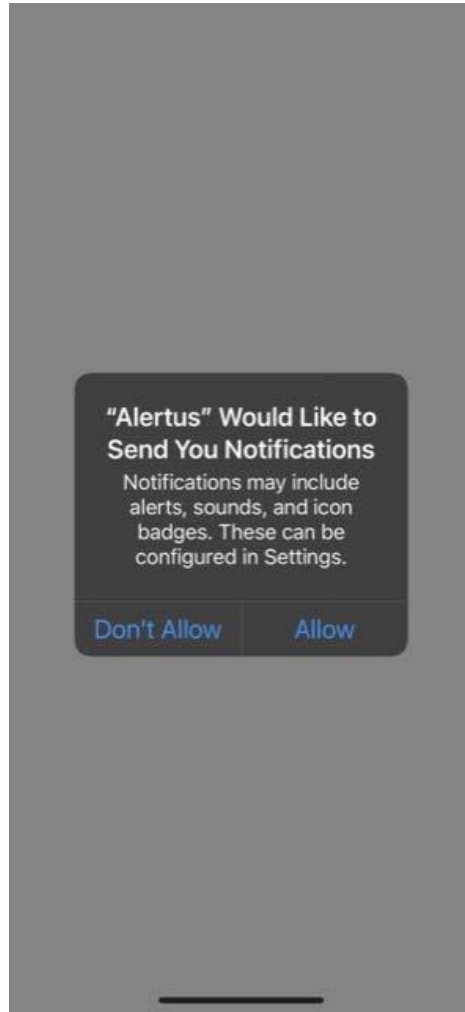 “Alertus” Would Like to
Send You Notifications
Notifications may include
alerts, sounds, and icon
badges. These can be
configured in Settings.
Don't Allow
Allow